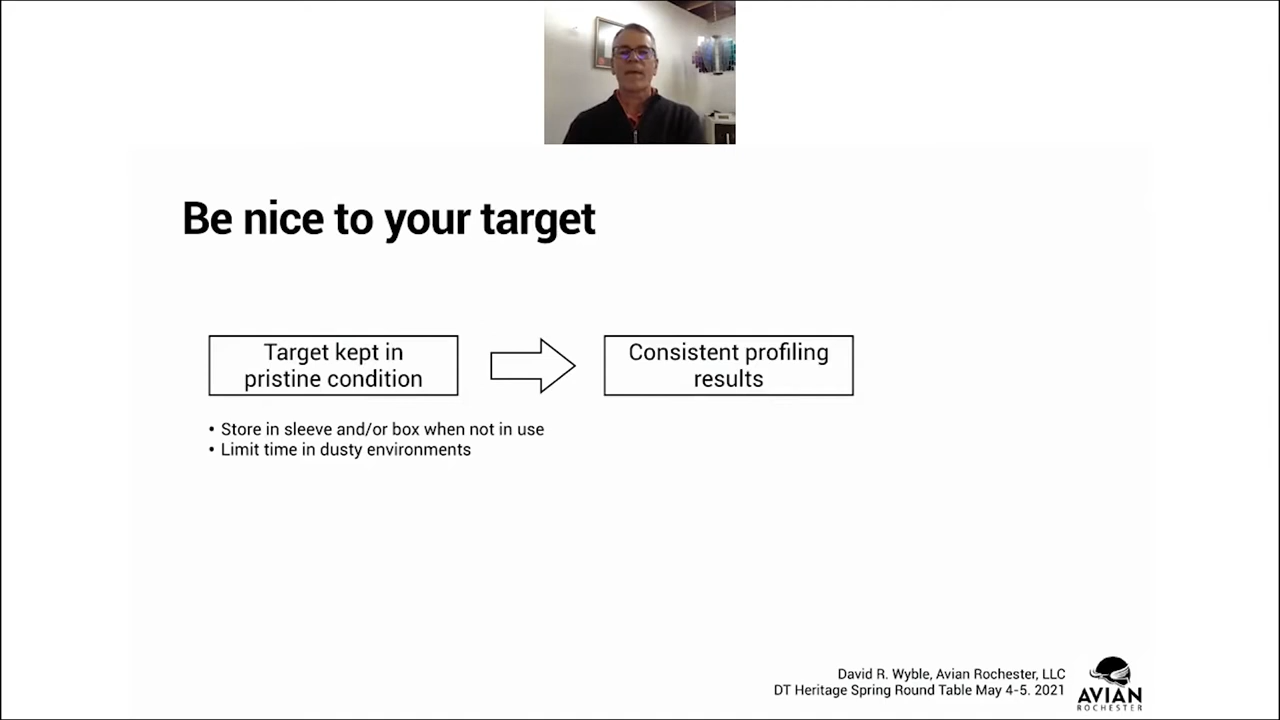 Be nice to your target
Target kept in
pristine condition
Consistent profiling
results
• Store in sleeve and/or box when not in use
• Limit time in dusty environments
David R. Wyble, Avian Rochester, LLC
DT Heritage Spring Round Table May 4-5. 2021
AVIAN
ROCHESTER